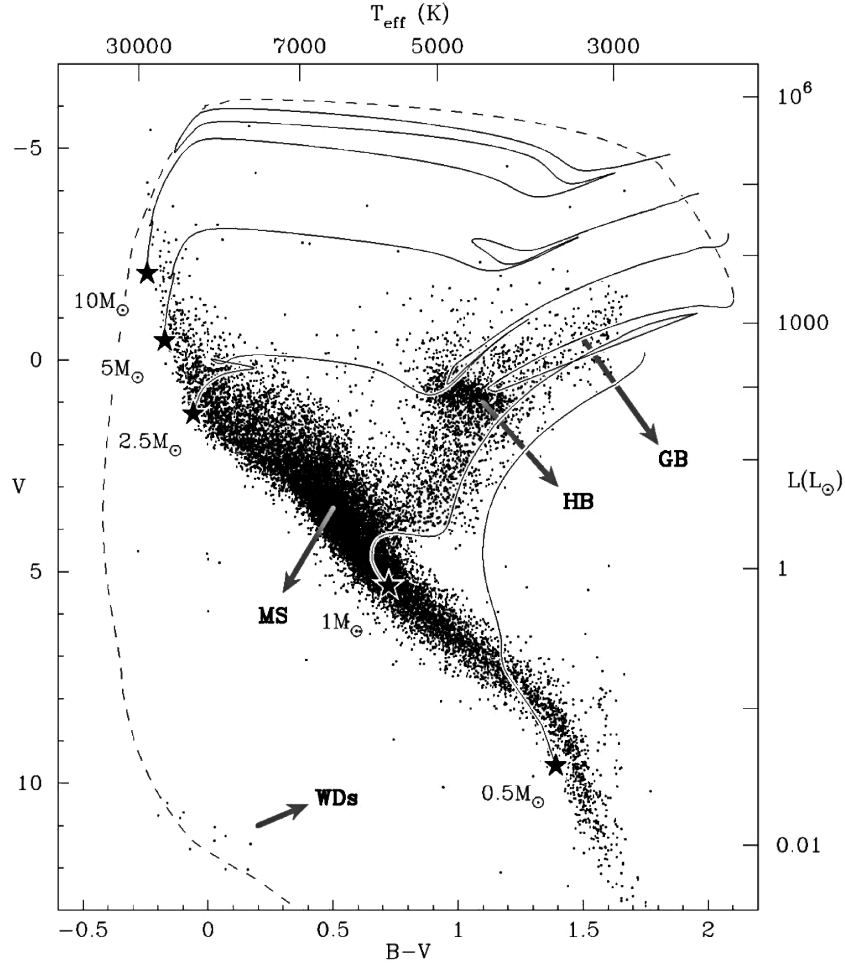 T_eff (K)
30000 7000 5000 3000
10^6
-5
10M⊙
1000
0
5M⊙
2.5M⊙
GB
V
L(L⊙)
HB
5
1
MS
1M⊙
10
0.5M⊙
WDs
0.01
-0.5 0 0.5 1 1.5 2
B-V